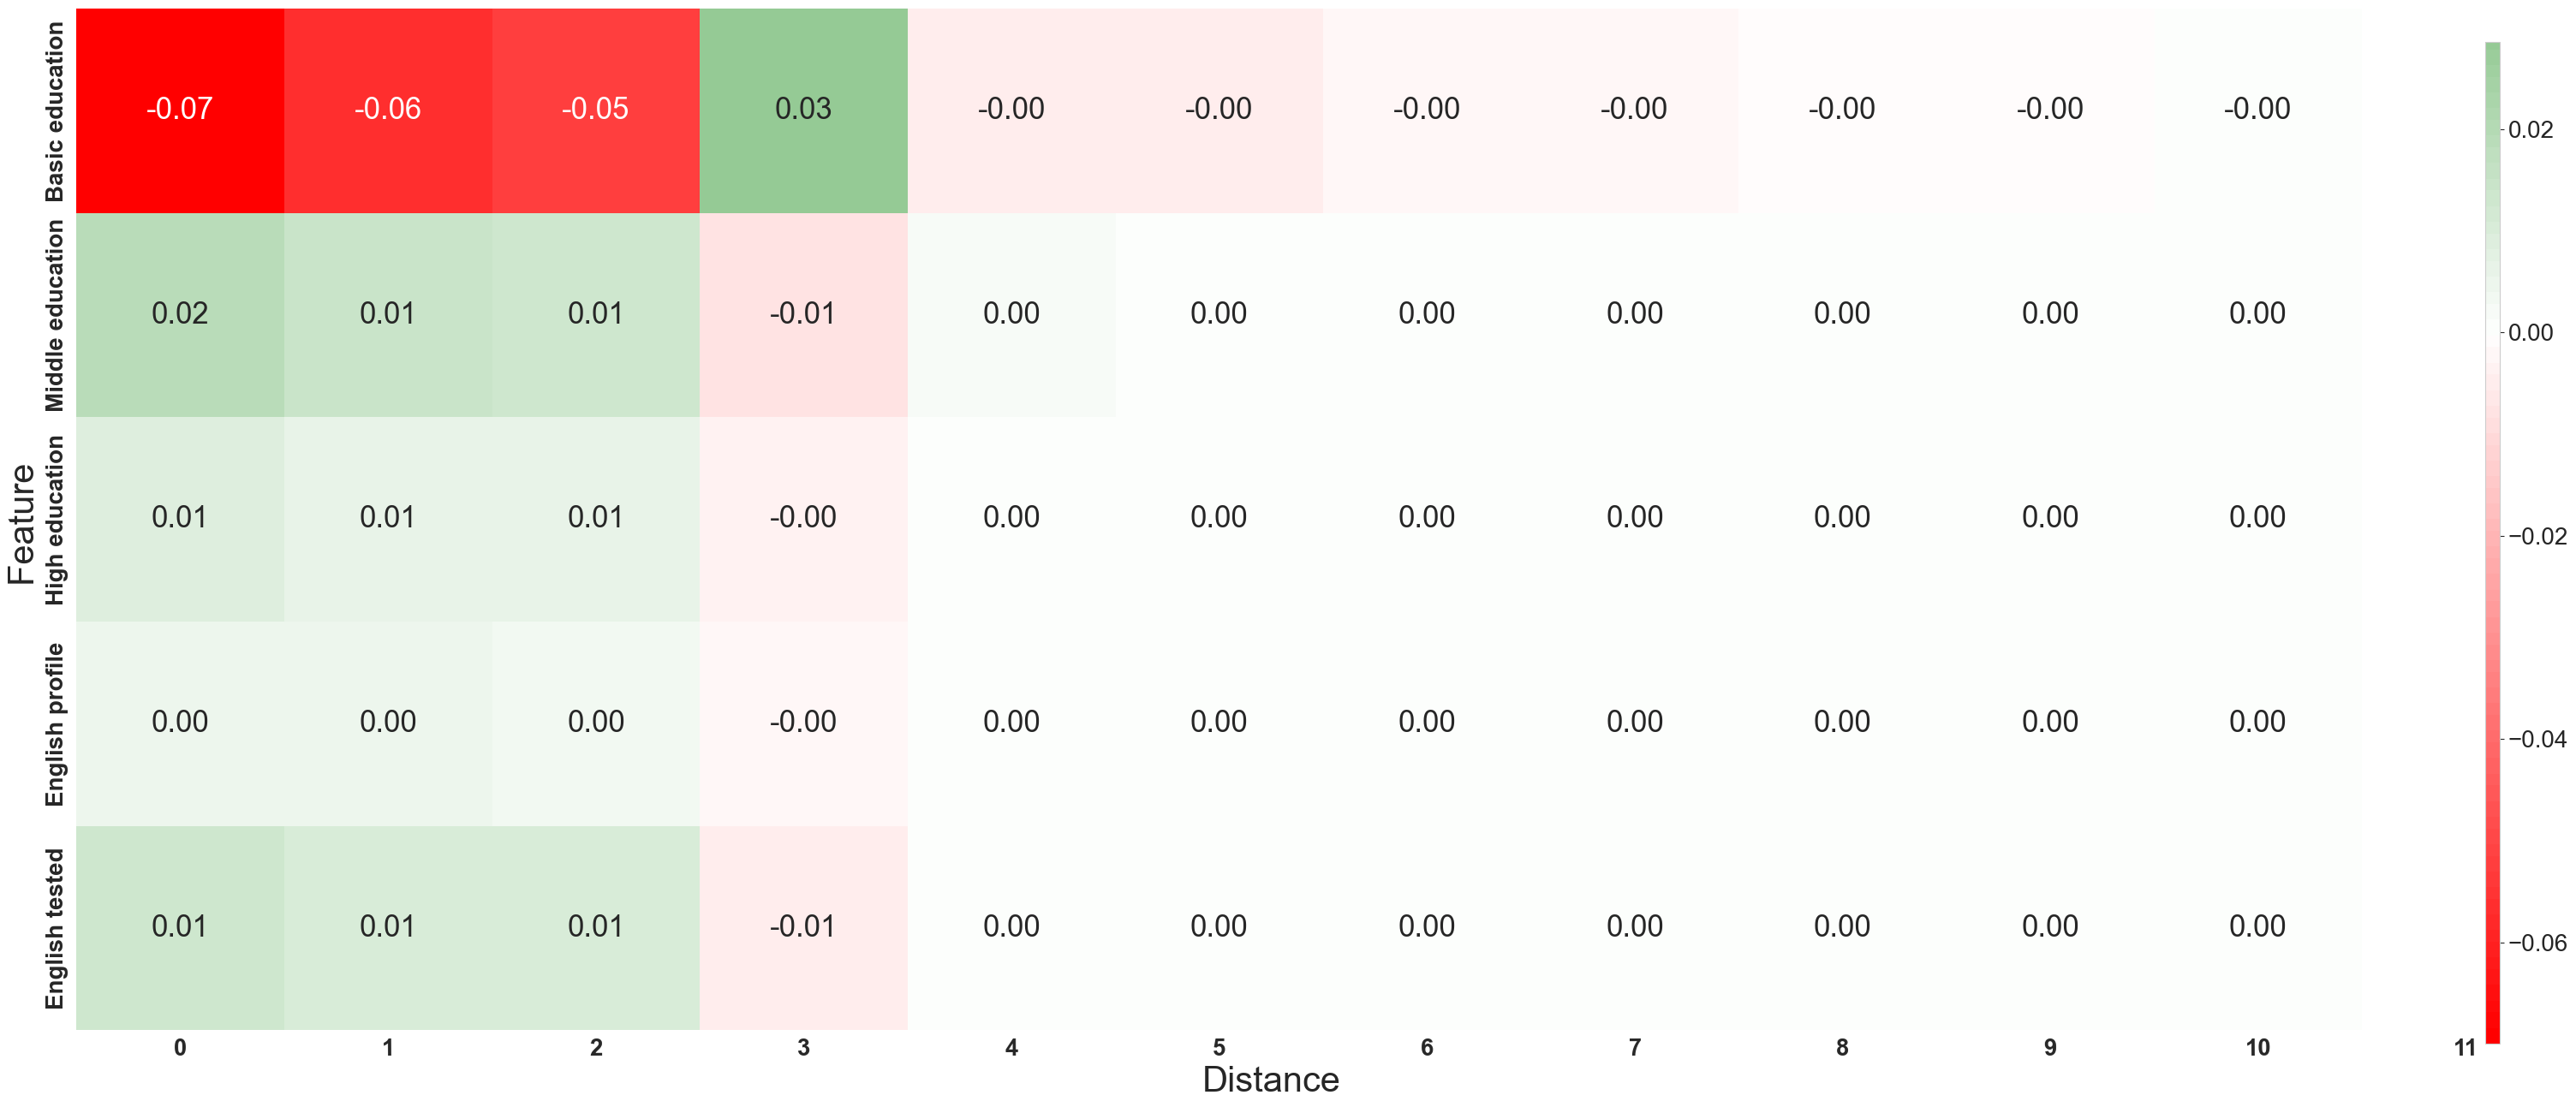 Feature
Basic education
-0.07 -0.06 -0.05 0.03 -0.00 -0.00 -0.00 -0.00 -0.00 -0.00 -0.00
Middle education
0.02 0.01 0.01 -0.01 0.00 0.00 0.00 0.00 0.00 0.00 0.00
High education
0.01 0.01 0.01 -0.00 0.00 0.00 0.00 0.00 0.00 0.00 0.00
English profile
0.00 0.00 0.00 -0.00 0.00 0.00 0.00 0.00 0.00 0.00 0.00
English tested
0.01 0.01 0.01 -0.01 0.00 0.00 0.00 0.00 0.00 0.00 0.00
0 1 2 3 4 5 6 7 8 9 10 11
Distance
0.02
0.00
−0.02
−0.04
−0.06